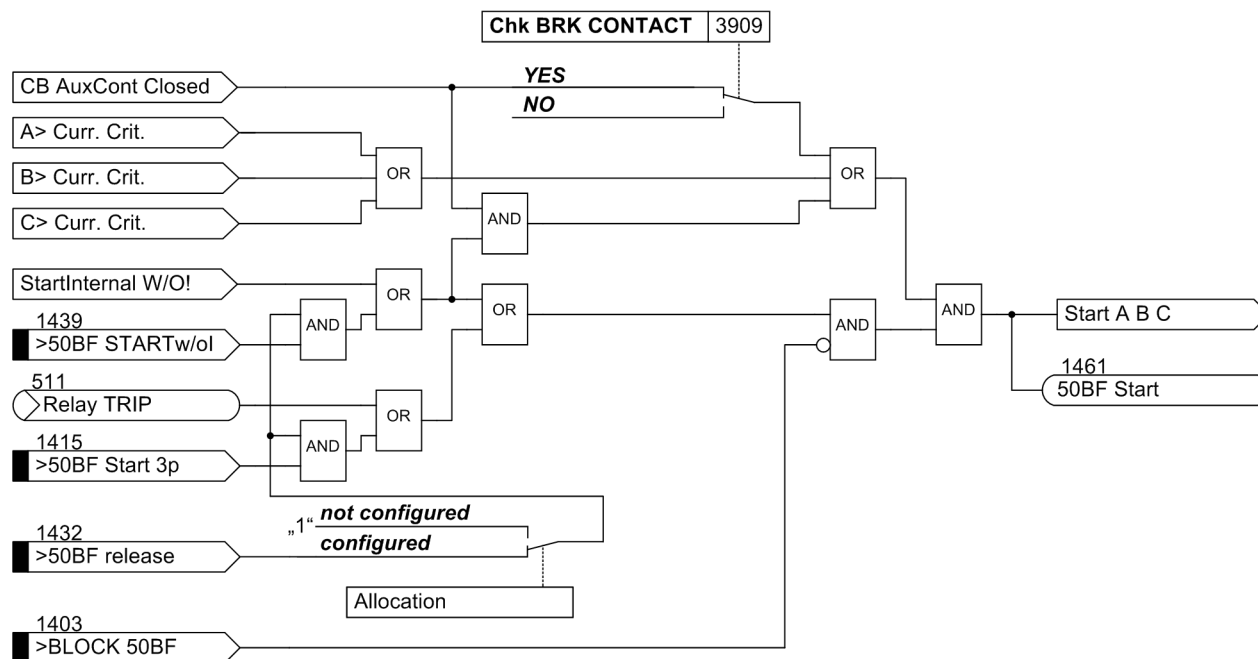 Chk BRK CONTACT 3909
CB AuxCont Closed
YES
NO
A> Curr. Crit.
B> Curr. Crit.
OR
OR
C> Curr. Crit.
AND
StartInternal W/O!
OR
OR
AND
AND
AND
Start A B C
1439
>50BF STARTw/oI
1461
50BF Start
511
Relay TRIP
OR
1415
AND
>50BF Start 3p
„1“ not configured
1432
configured
>50BF release
Allocation
1403
>BLOCK 50BF